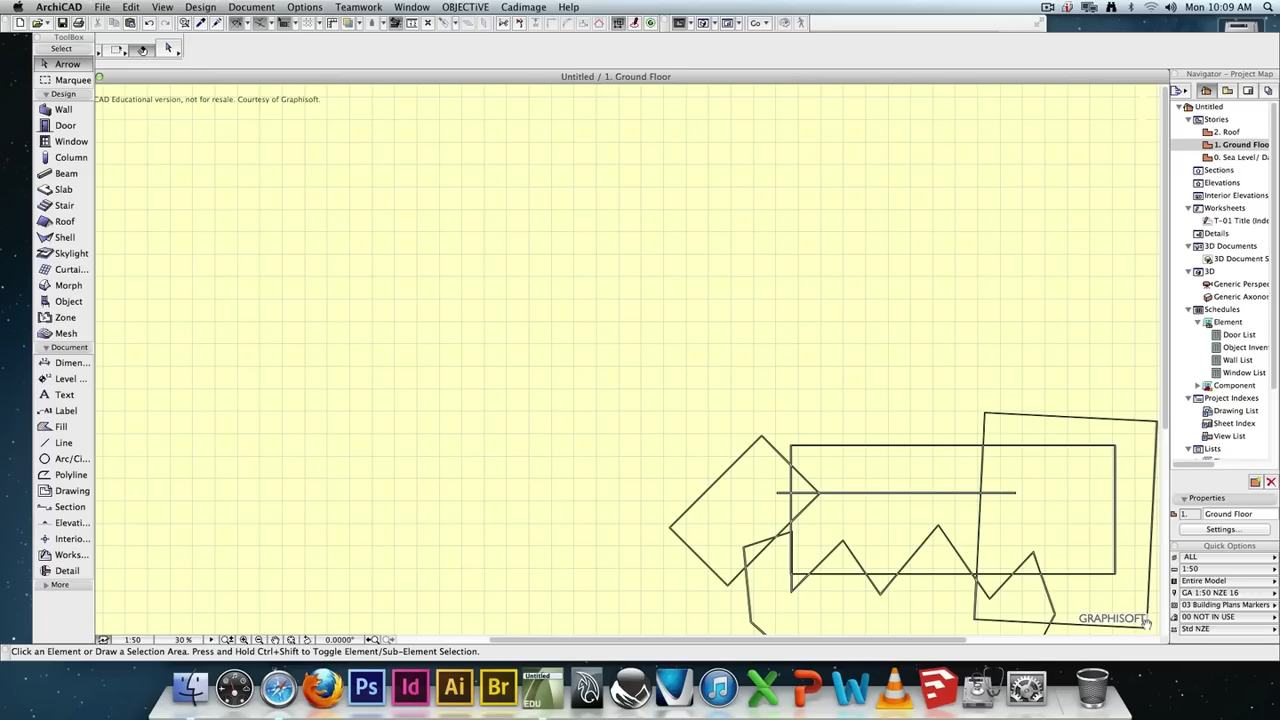 ArchiCAD File Edit View Design Document Options Teamwork Window OBJECTiVE Cadimage Help Mon 10:09 AM
ToolBox
Select
Arrow
Marquee
Design
Wall
Door
Window
Column
Beam
Slab
Stair
Roof
Shell
Skylight
Curtai...
Morph
Object
Zone
Mesh
Document
Dimen...
Level ...
Text
Label
Fill
Line
Arc/Ci...
Polyline
Drawing
Section
Elevati...
Interio...
Works...
Detail
More
Go
Untitled / 1. Ground Floor
CAD Educational version, not for resale. Courtesy of Graphisoft.
GRAPHISOFT
1:50 30 % 0.0000°
Click an Element or Draw a Selection Area. Press and Hold Ctrl+Shift to Toggle Element/Sub-Element Selection.
Navigator - Project Map
Untitled
Stories
2. Roof
1. Ground Floo
0. Sea Level/ Da
Sections
Elevations
Interior Elevations
Worksheets
T-01 Title (Inde
Details
3D Documents
3D Document S
3D
Generic Perspe
Generic Axonor
Schedules
Element
Door List
Object Inven
Wall List
Window List
Component
Project Indexes
Drawing List
Sheet Index
View List
Lists
Properties
1. Ground Floor
Settings...
Quick Options
ALL
1:50
Entire Model
GA 1:50 NZE 16
03 Building Plans Markers
00 NOT IN USE
Std NZE
Ps Id Ai Br
Untitled
EDU